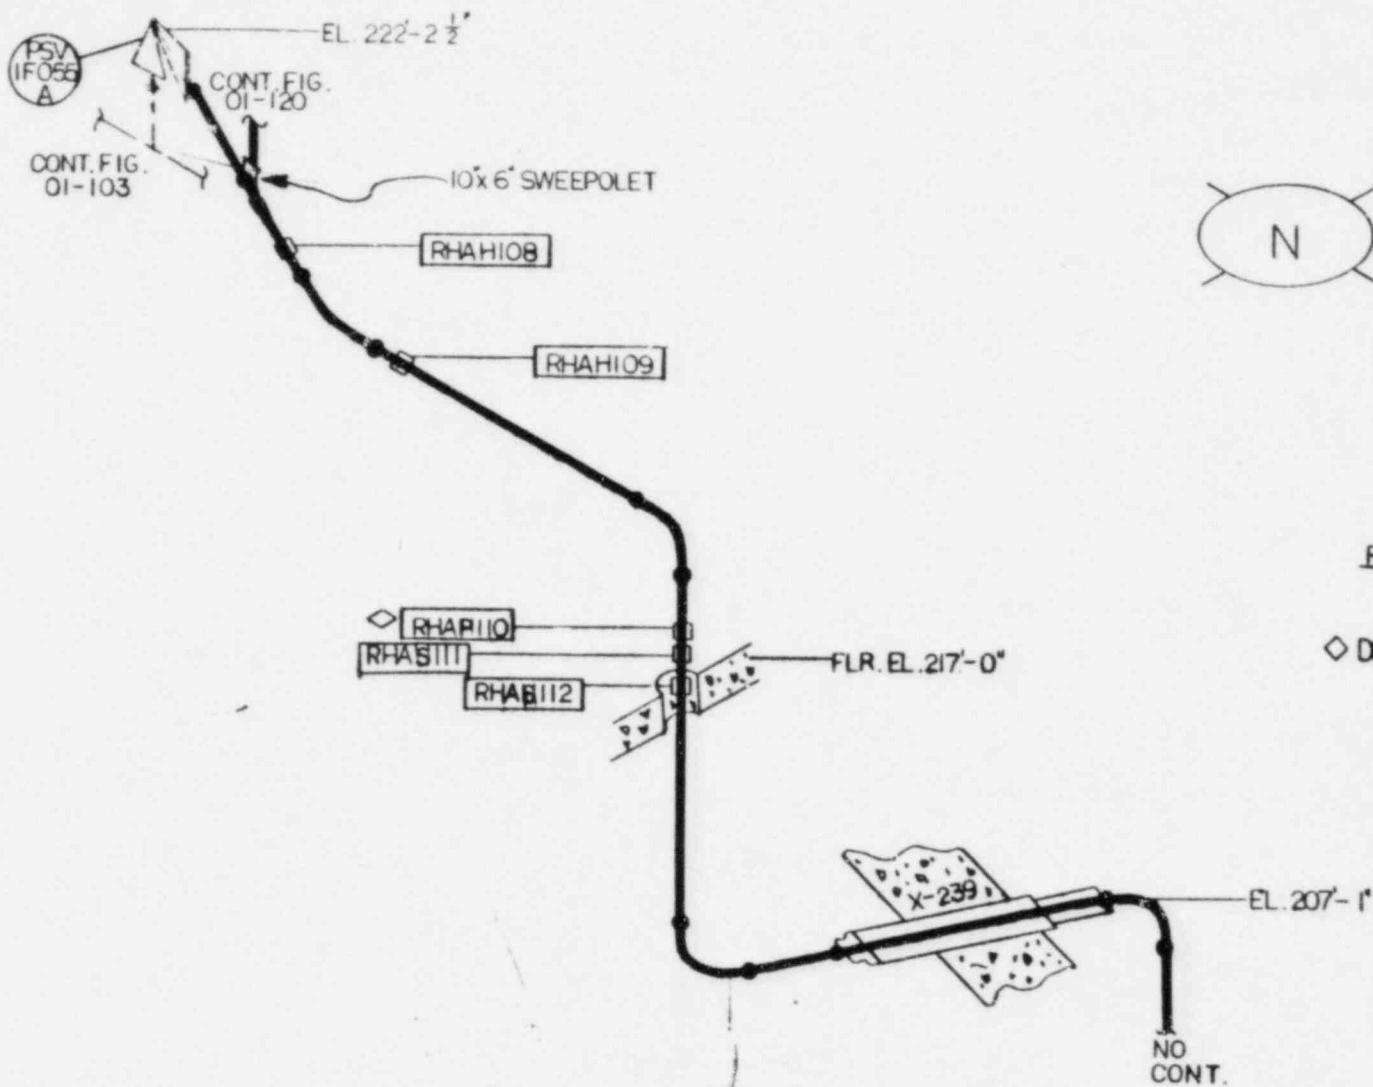 EL. 222'-2 1/2"
PSV
1F055
A
CONT. FIG.
01-120
CONT. FIG.
01-103
10"x 6" SWEEPOLET
RHAH108
N
RHAH109
RHAP110
RHAS111
FLR. EL. 217'-0"
D
X-239
EL. 207'-1"
NO
CONT.